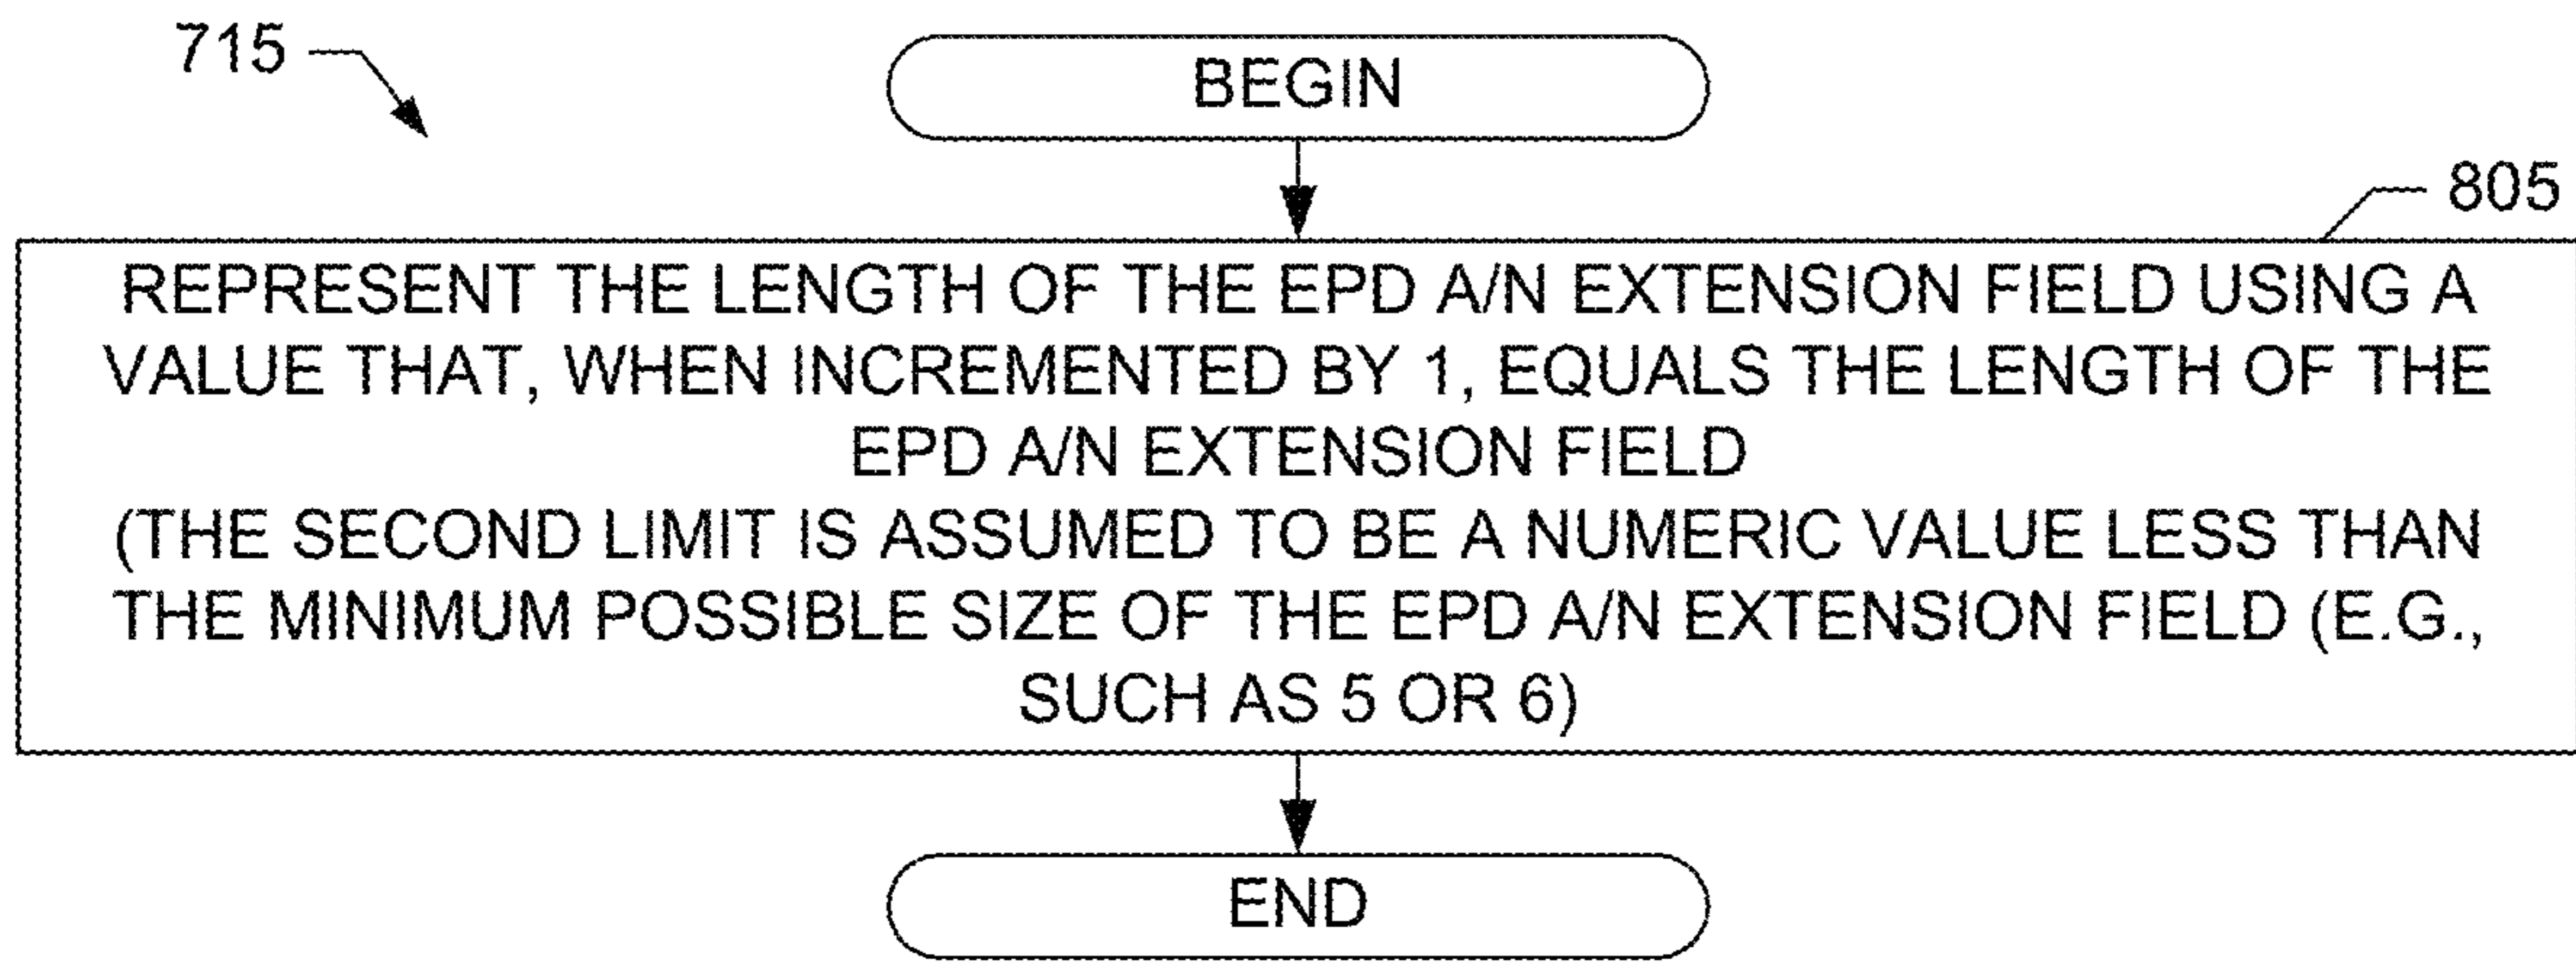 715
BEGIN
805
REPRESENT THE LENGTH OF THE EPD A/N EXTENSION FIELD USING A
VALUE THAT, WHEN INCREMENTED BY 1, EQUALS THE LENGTH OF THE
EPD A/N EXTENSION FIELD
(THE SECOND LIMIT IS ASSUMED TO BE A NUMERIC VALUE LESS THAN
THE MINIMUM POSSIBLE SIZE OF THE EPD A/N EXTENSION FIELD (E.G.,
SUCH AS 5 OR 6)
END